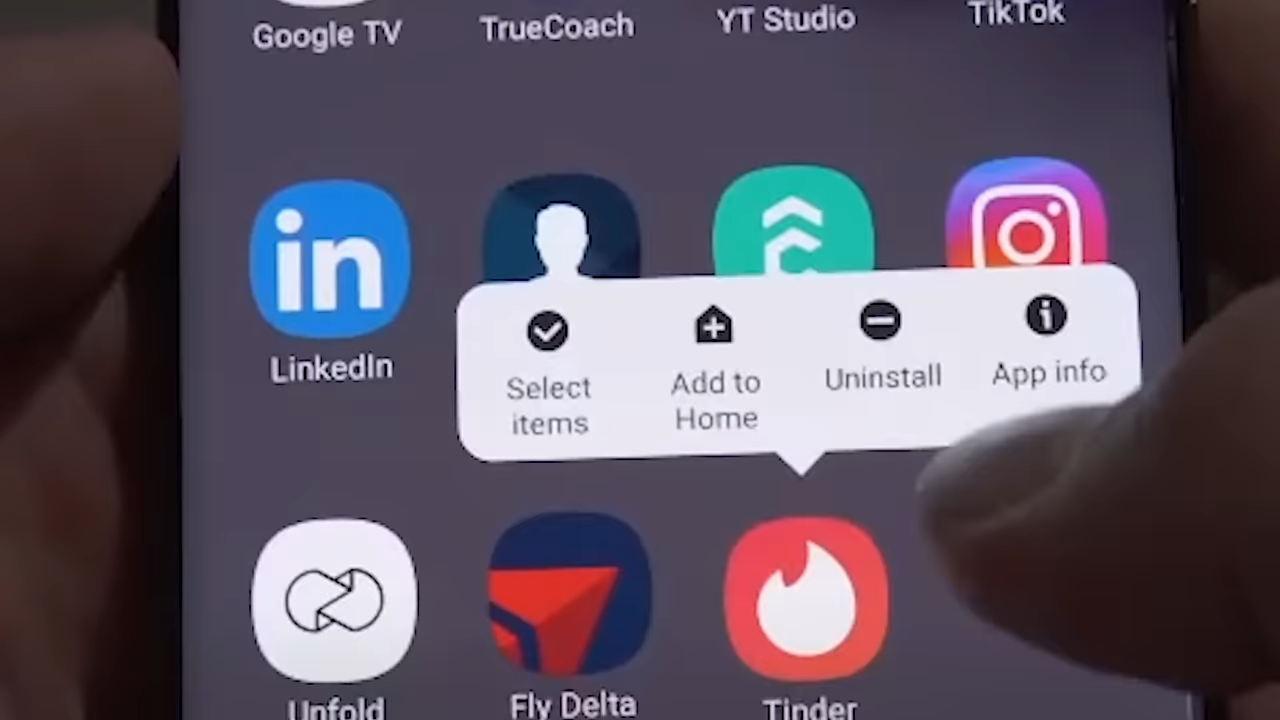 Google TV
TrueCoach
YT Studio
TikTok
in
LinkedIn
Select
items
Add to
Home
Uninstall
App info
Unfold
Fly Delta
Tinder